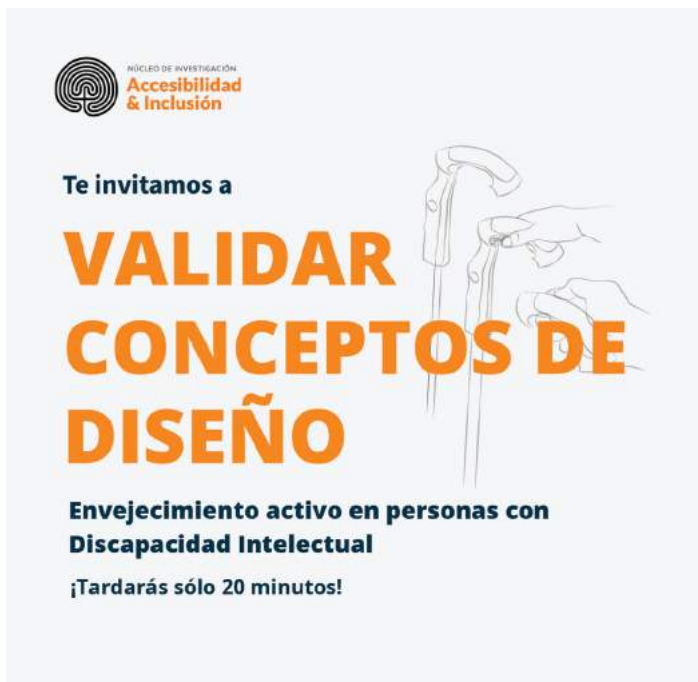 NÚCLEO DE INVESTIGACIÓN
Accesibilidad
& Inclusión
Te invitamos a
VALIDAR
CONCEPTOS DE
DISEÑO
Envejecimiento activo en personas con
Discapacidad Intelectual
¡Tardarás sólo 20 minutos!